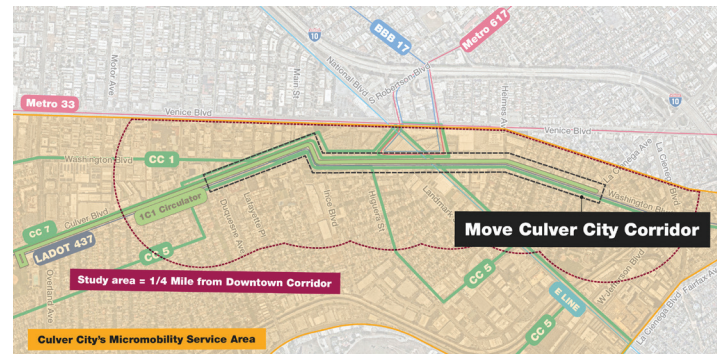 BBB 17
Metro 617
10
Motor Ave
Main St
National Blvd
Robertson Blvd
Helms Ave
10
Metro 33
Venice Blvd
Venice Blvd
La Cienega Ave
Washington Blvd
CC 1
1C1 Circulator
Culver Blvd
CC 7
LADOT 437
CC 5
Duquesne Ave
Lafayette Pl
Irice Blvd
Higuera St
Landmark
Washington Bl
Move Culver City Corridor
Overland Ave
Study area = 1/4 Mile from Downtown Corridor
CC 5
E LINE
W Jefferson Blvd
La Cienega Blvd
Fairfax Ave
CC 5
Culver City's Micromobility Service Area